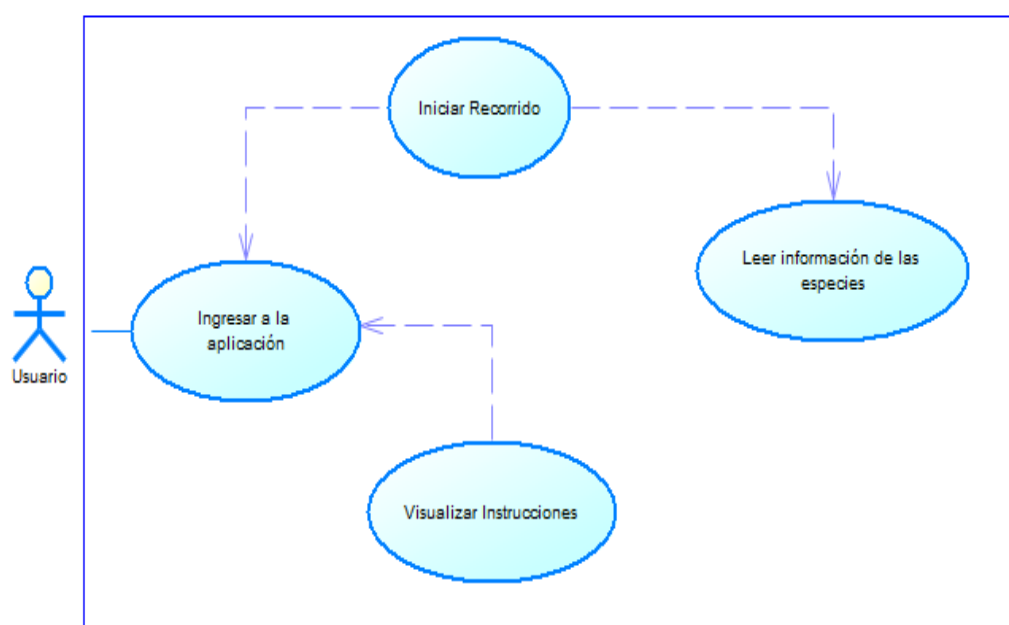 Iniciar Recorrido
Leer información de las
especies
Ingresar a la
aplicación
Usuario
Visualizar Instrucciones